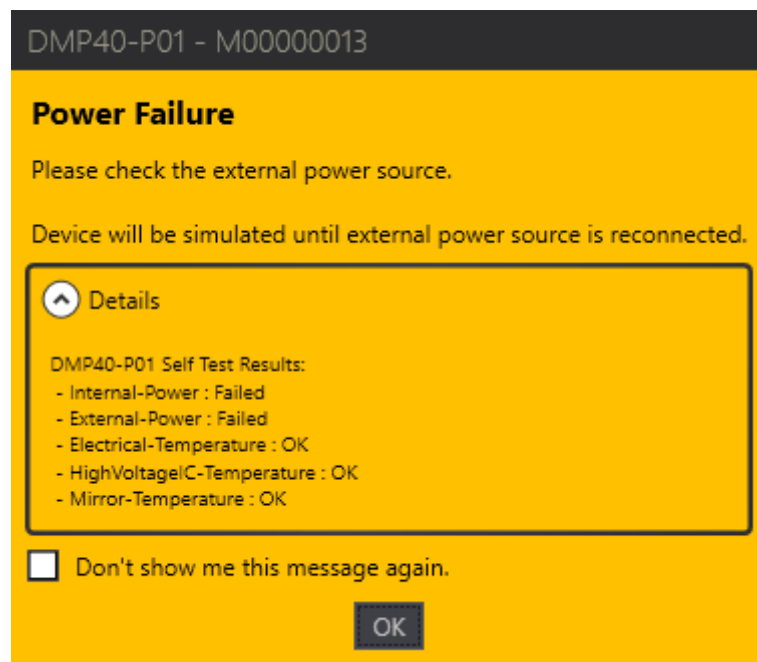 DMP40-P01 - M00000013
Power Failure
Please check the external power source.
Device will be simulated until external power source is reconnected.
Details
DMP40-P01 Self Test Results:
- Internal-Power : Failed
- External-Power : Failed
- Electrical-Temperature : OK
- HighVoltageIC-Temperature : OK
- Mirror-Temperature : OK
Don't show me this message again.
OK